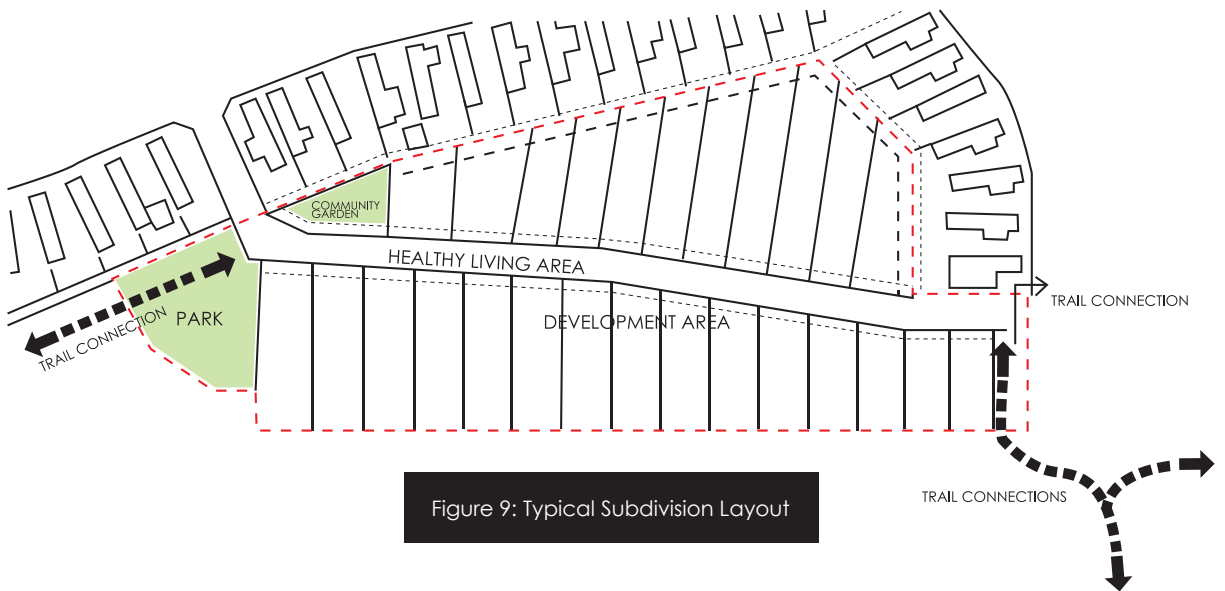 COMMUNITY
GARDEN
HEALTHY LIVING AREA
TRAIL CONNECTION
PARK
DEVELOPMENT AREA
TRAIL CONNECTION
TRAIL CONNECTIONS
Figure 9: Typical Subdivision Layout